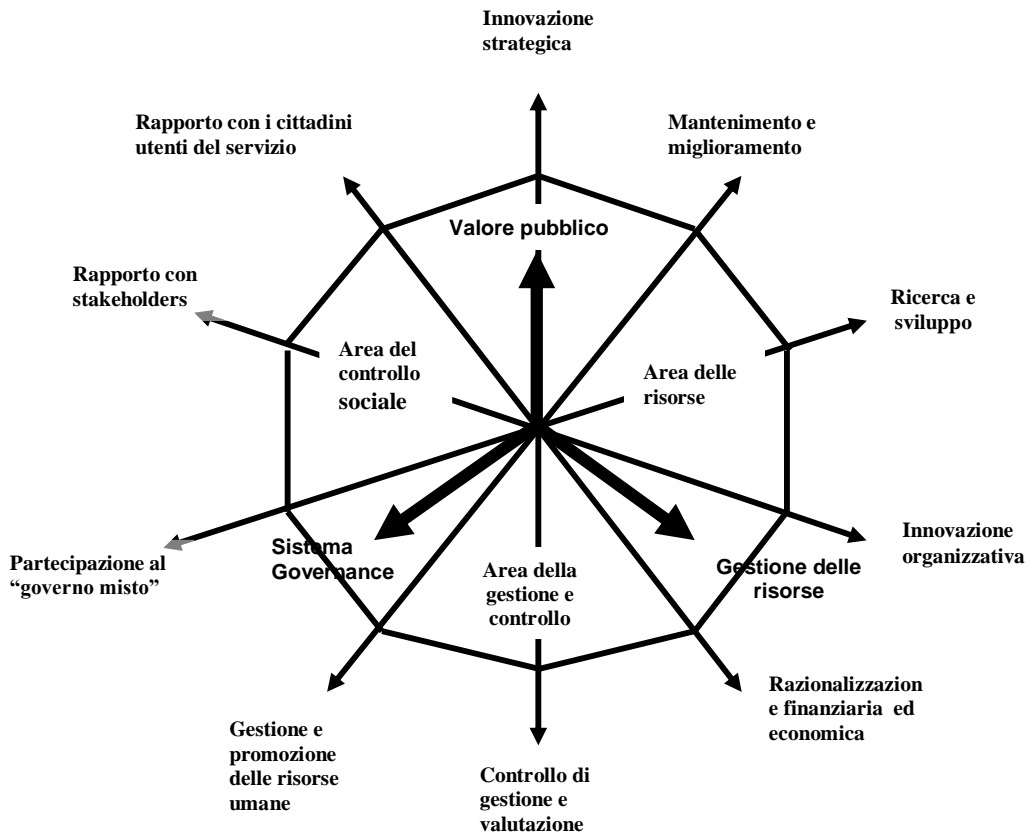 Innovazione
strategica
Rapporto con i cittadini
utenti del servizio
Mantenimento e
miglioramento
Valore pubblico
Rapporto con
stakeholders
Ricerca e
sviluppo
Area del
controllo
sociale
Area delle
risorse
Partecipazione al
“governo misto”
Sistema
Governance
Area della
gestione e
controllo
Gestione delle
risorse
Innovazione
organizzativa
Gestione e
promozione
delle risorse
umane
Controllo di
gestione e
valutazione
Razionalizzazion
e finanziaria ed
economica